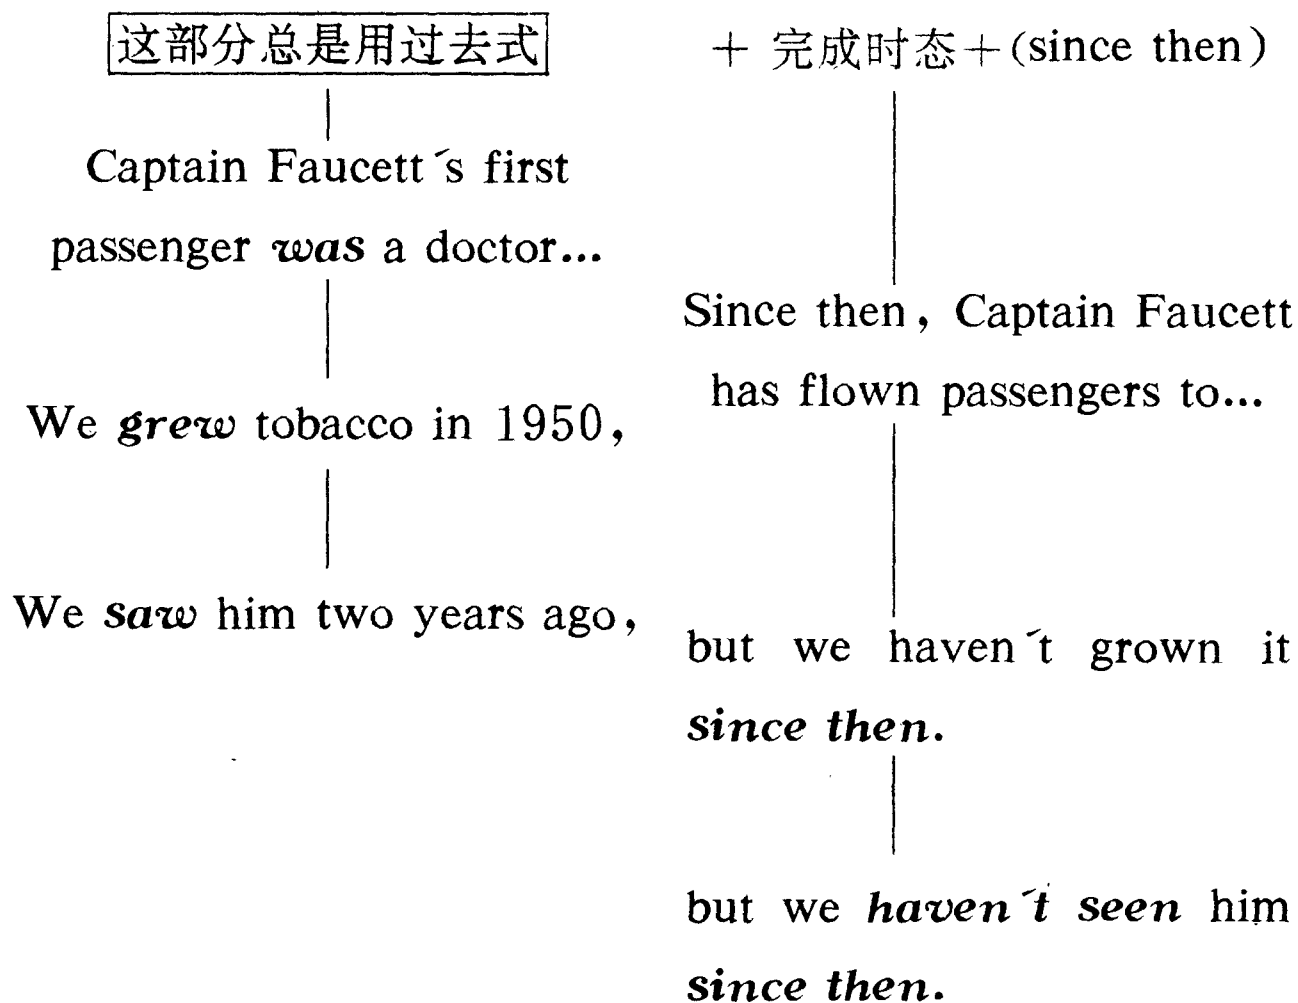 这部分总是用过去式
Captain Faucett´s first
passenger was a doctor...
We grew tobacco in 1950,
We saw him two years ago,
+ 完成时态+(since then)
Since then, Captain Faucett
has flown passengers to...
but we haven´t grown it
since then.
but we haven´t seen him
since then.